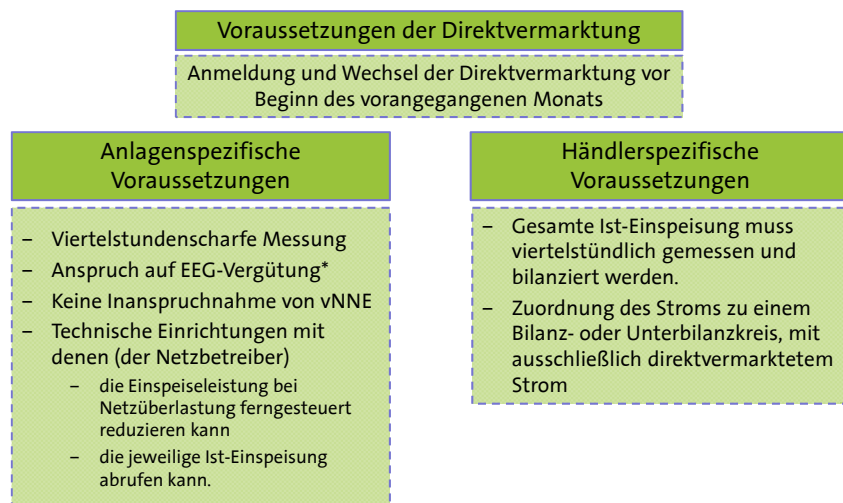 Voraussetzungen der Direktvermarktung
Anmeldung und Wechsel der Direktvermarktung vor
Beginn des vorangegangenen Monats
Anlagenspezifische
Voraussetzungen
– Viertelstundenscharfe Messung
– Anspruch auf EEG-Vergütung*
– Keine Inanspruchnahme von vNNE
– Technische Einrichtungen mit
denen (der Netzbetreiber)
– die Einspeiseleistung bei
Netzüberlastung ferngesteuert
reduzieren kann
– die jeweilige Ist-Einspeisung
abrufen kann.
Händlerspezifische
Voraussetzungen
– Gesamte Ist-Einspeisung muss
viertelstündlich gemessen und
bilanziert werden.
– Zuordnung des Stroms zu einem
Bilanz- oder Unterbilanzkreis, mit
ausschließlich direktvermarktetem
Strom